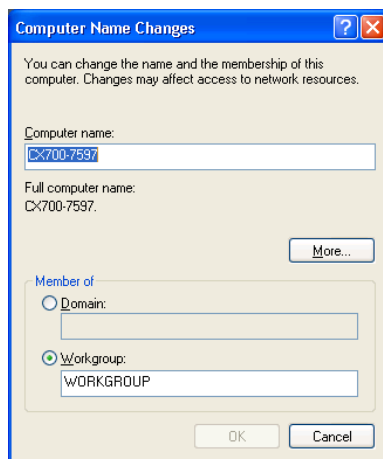 Computer Name Changes
You can change the name and the membership of this
computer. Changes may affect access to network resources.
Computer name:
CX700-7597
Full computer name:
CX700-7597.
More...
Member of
Domain:
Workgroup:
WORKGROUP
OK
Cancel